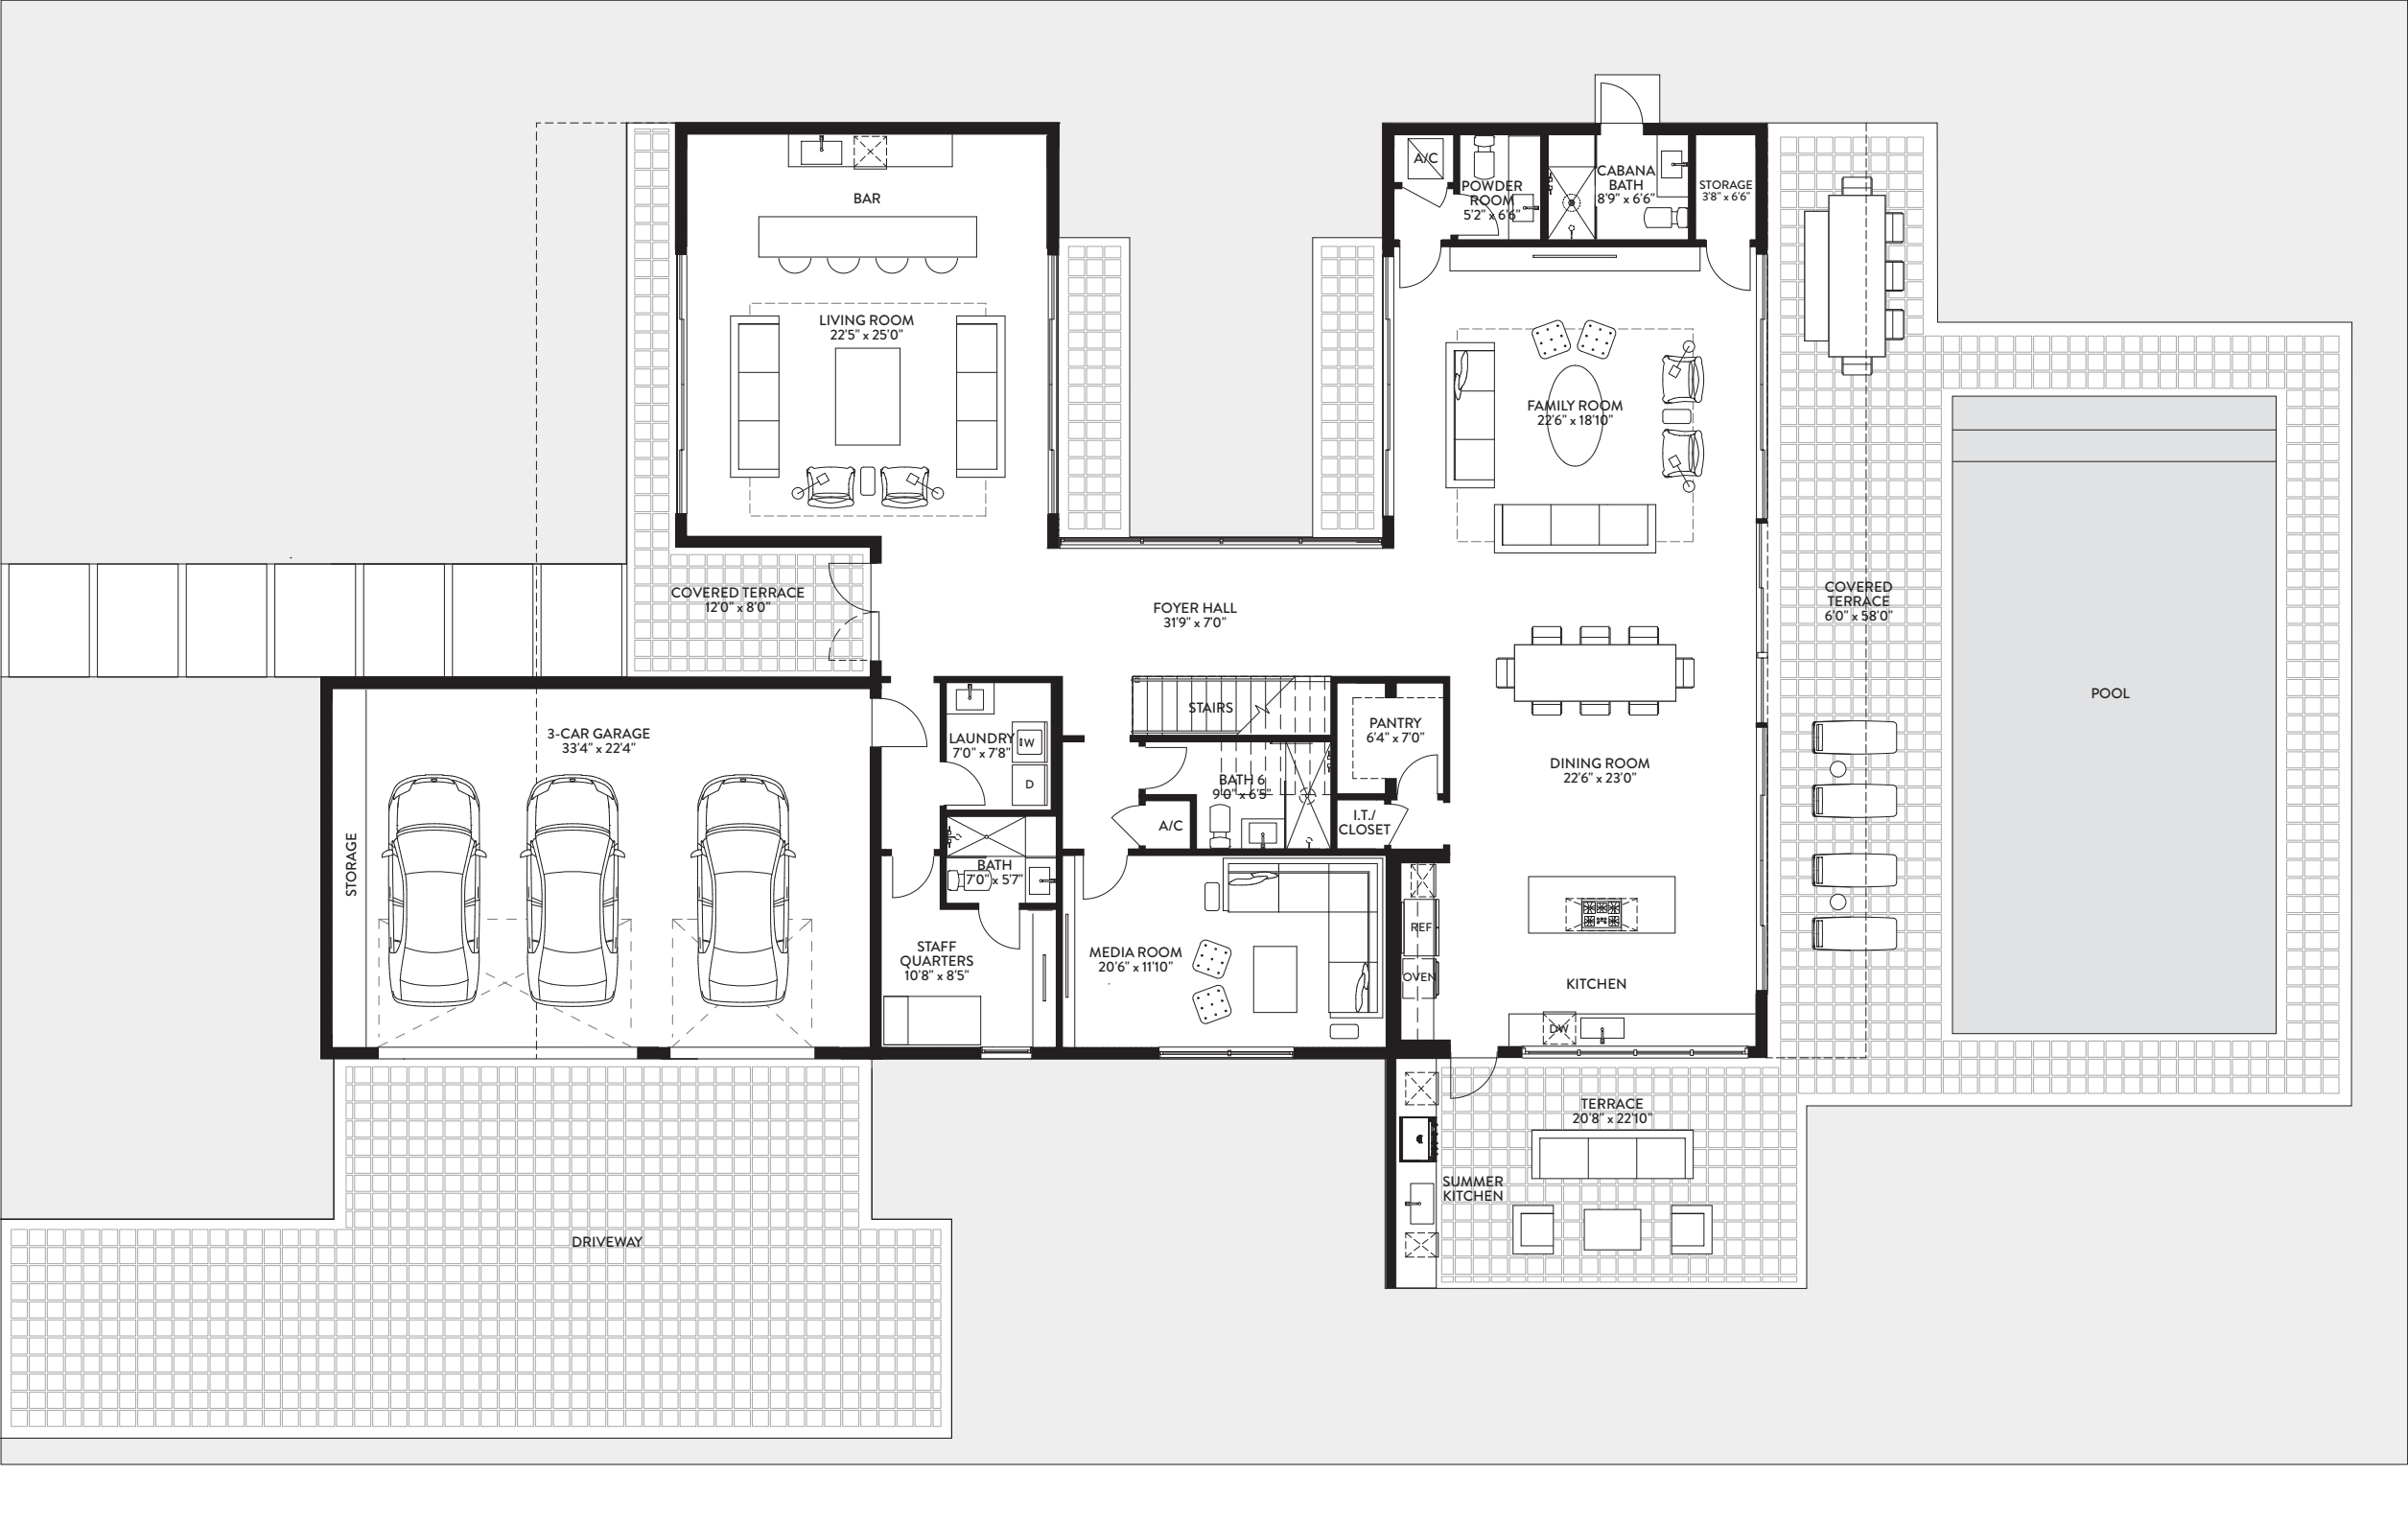 A/C
POWDER
ROOM
5'2" x 6'6"
CABANA
BATH
8'9" x 6'6"
STORAGE
3'8" x 6'6"
BAR
LIVING ROOM
22'5" x 25'0"
FAMILY ROOM
22'6" x 18'10"
COVERED TERRACE
12'0" x 8'0"
FOYER HALL
31'9" x 7'0"
COVERED
TERRACE
6'0" x 58'0"
POOL
3-CAR GARAGE
33'4" x 22'4"
STORAGE
LAUNDRY
7'0" x 7'8"
W
D
STAIRS
PANTRY
6'4" x 7'0"
DINING ROOM
22'6" x 23'0"
BATH 6
9'0" x 6'5"
A/C
I.T./
CLOSET
BATH
7'0" x 5'7"
STAFF
QUARTERS
10'8" x 8'5"
MEDIA ROOM
20'6" x 11'10"
REF
OVEN
KITCHEN
DW
TERRACE
20'8" x 22'10"
SUMMER
KITCHEN
DRIVEWAY